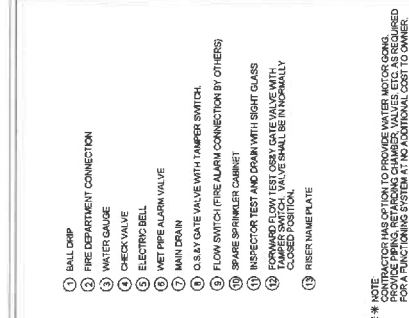 1 BALL DRIP
2 FIRE DEPARTMENT CONNECTION
3 WATER GAUGE
4 CHECK VALVE
5 ELECTRIC BELL
6 WET PIPE ALARM VALVE
7 MAIN DRAIN
8 O.S.&Y GATE VALVE WITH TAMPER SWITCH.
9 FLOW SWITCH (FIRE ALARM CONNECTION BY OTHERS)
10 SPARE SPRINKLER CABINET
11 INSPECTOR TEST AND DRAIN WITH SIGHT GLASS
12 FORWARD FLOW TEST OS&Y GATE VALVE WITH
TAMPER SWITCH. VALVE SHALL BE IN NORMALLY
CLOSED POSITION.
13 RISER NAMEPLATE
※ NOTE:
CONTRACTOR HAS OPTION TO PROVIDE WATER MOTOR GONG.
PROVIDE PIPING, RETARDING CHAMBER, VALVES, ETC. AS REQUIRED
FOR A FUNCTIONING SYSTEM AT NO ADDITIONAL COST TO OWNER.